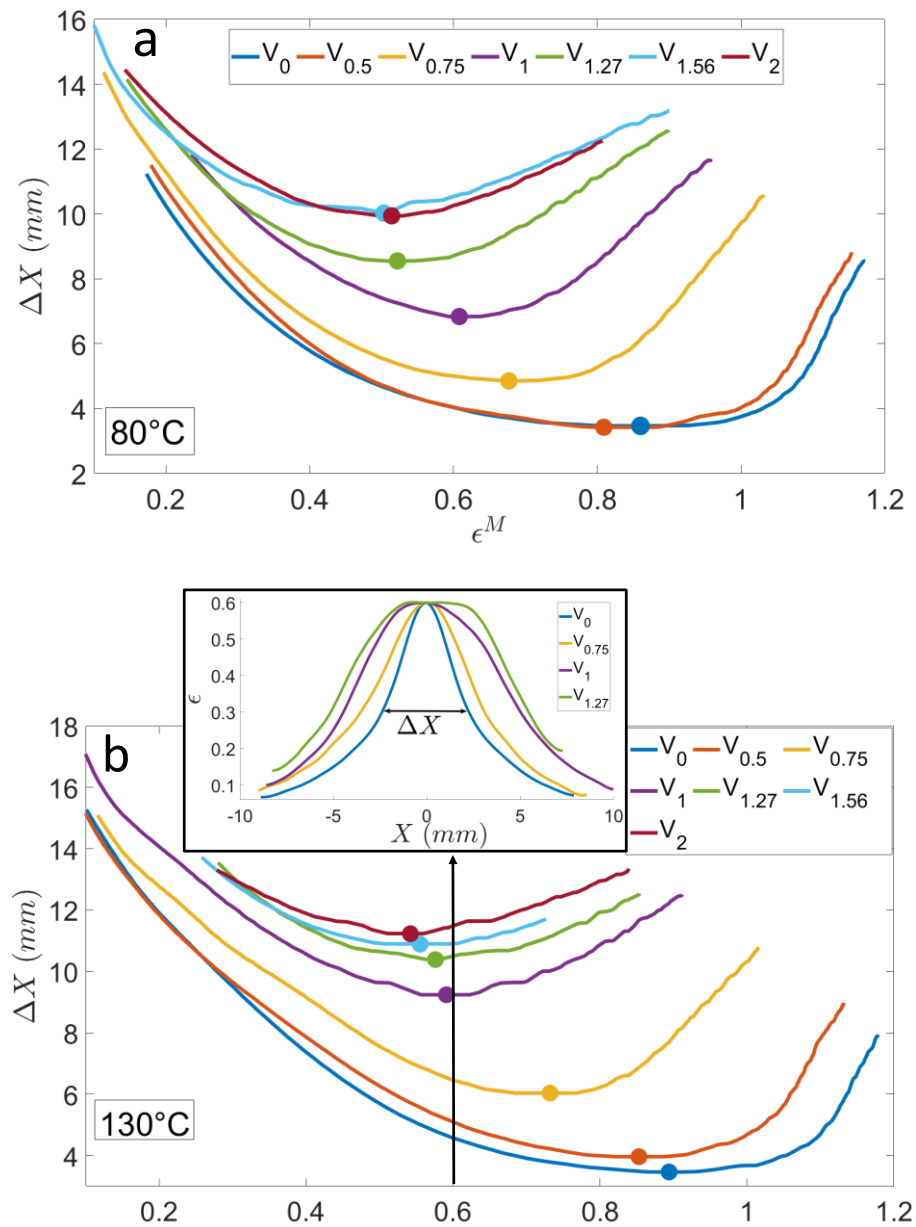 a
V0 V0.5 V0.75 V1 V1.27 V1.56 V2
16
14
12
10
8
6
4
2
ΔX (mm)
80°C
0.2 0.4 0.6 0.8 1 1.2
ϵ^M
b
0.6
0.5
0.4
0.3
0.2
0.1
ϵ
V0
V0.75
V1
V1.27
ΔX
-10 -5 0 5 10
X (mm)
V0 V0.5 V0.75
V1 V1.27 V1.56
V2
18
16
14
12
10
8
6
4
ΔX (mm)
130°C
0.2 0.4 0.6 0.8 1 1.2